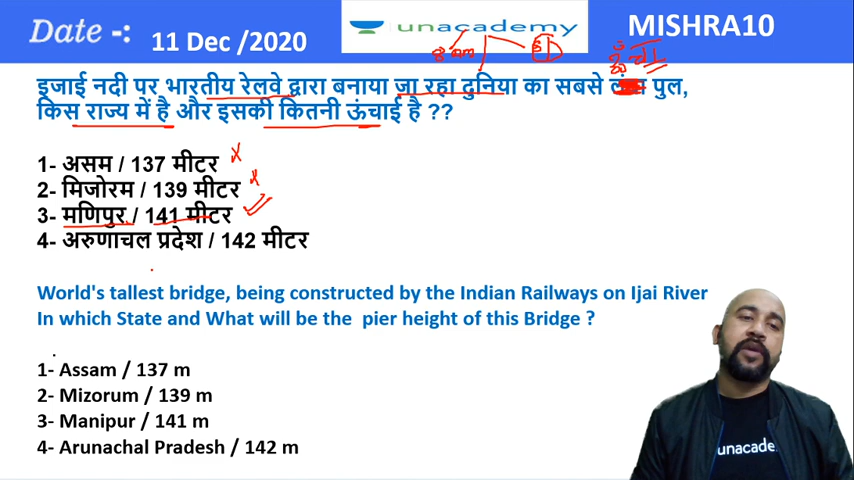 Date -: 11 Dec /2020
unacademy
MISHRA10
8 am
ऊँचा
इजाई नदी पर भारतीय रेलवे द्वारा बनाया जा रहा दुनिया का सबसे पुल,
किस राज्य में है और इसकी कितनी ऊंचाई है ??
1- असम / 137 मीटर
2- मिजोरम / 139 मीटर
3- मणिपुर / 141 मीटर
4- अरुणाचल प्रदेश / 142 मीटर
World's tallest bridge, being constructed by the Indian Railways on Ijai River
In which State and What will be the pier height of this Bridge ?
1- Assam / 137 m
2- Mizorum / 139 m
3- Manipur / 141 m
4- Arunachal Pradesh / 142 m
unacade